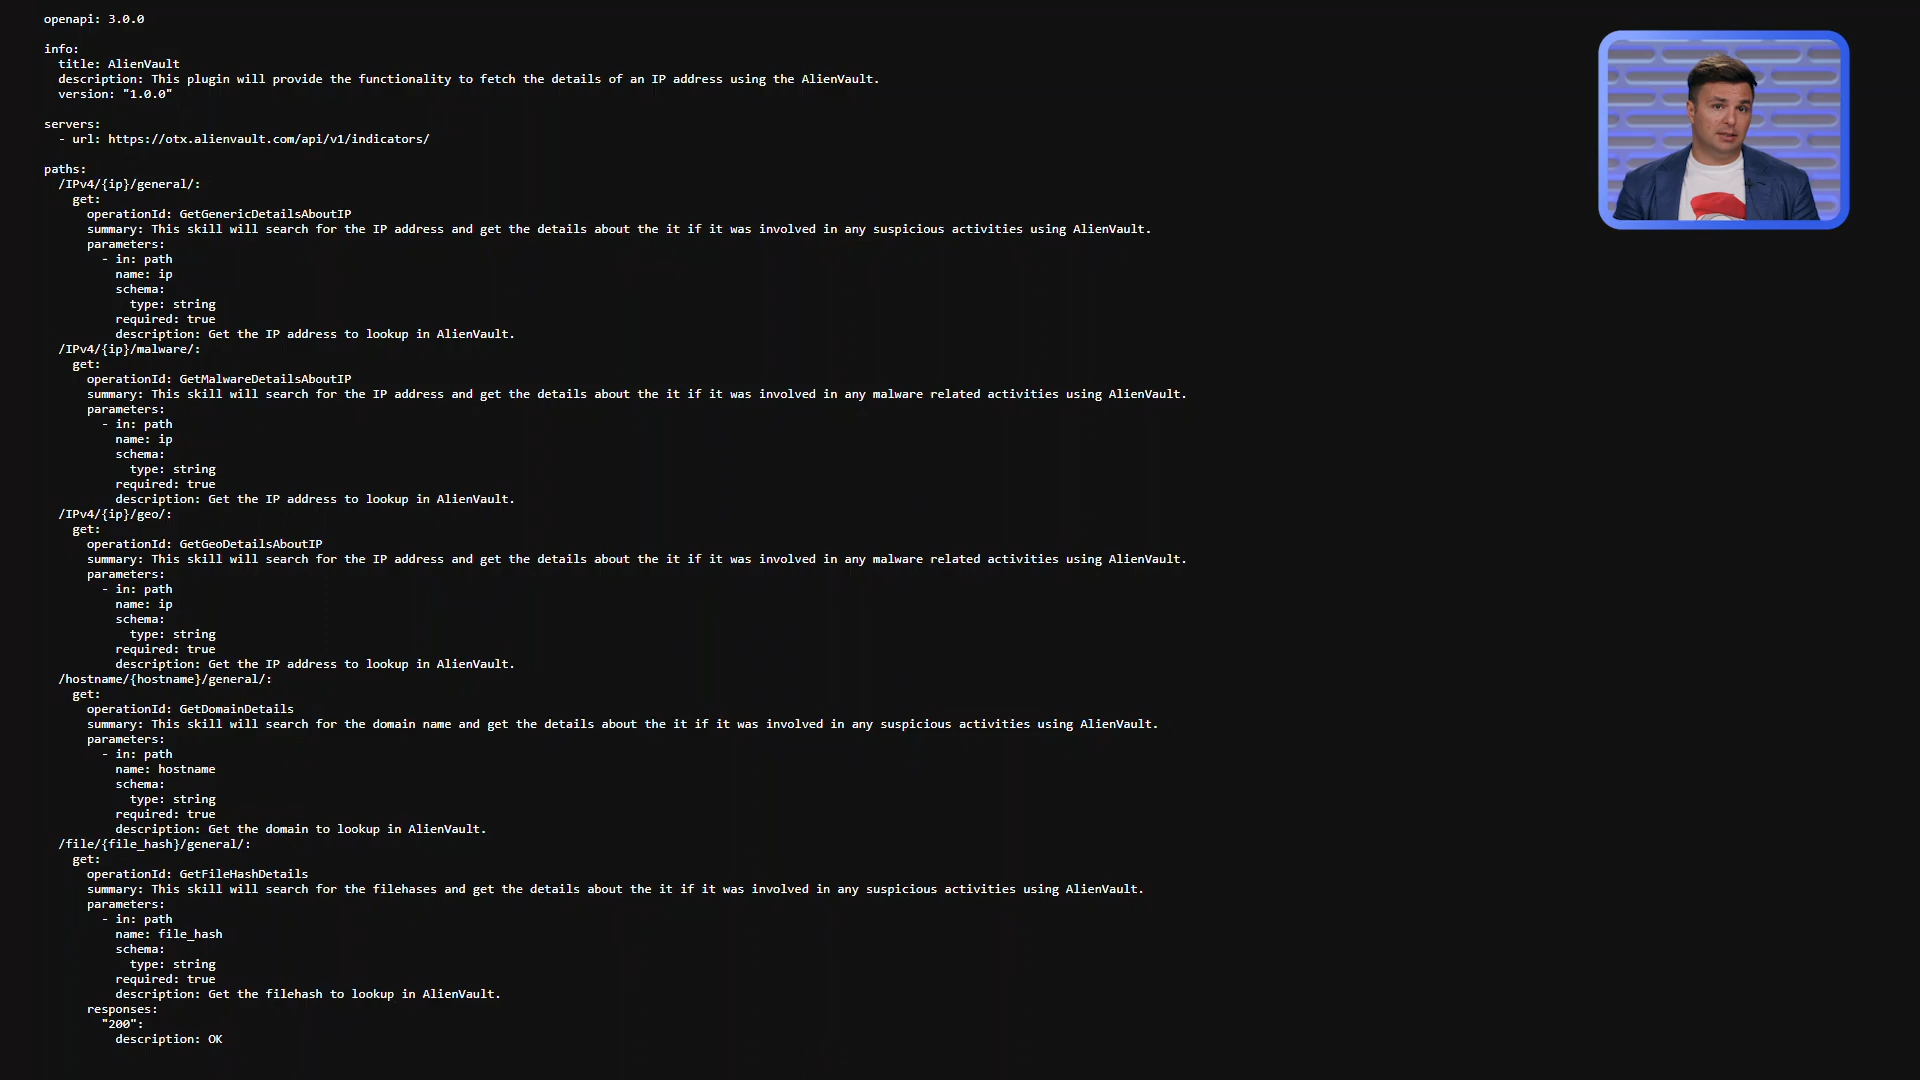 openapi: 3.0.0
info:
title: AlienVault
description: This plugin will provide the functionality to fetch the details of an IP address using the AlienVault.
version: "1.0.0"
servers:
- url: https://otx.alienvault.com/api/v1/indicators/
paths:
/IPv4/{ip}/general/:
get:
operationId: GetGenericDetailsAboutIP
summary: This skill will search for the IP address and get the details about the it if it was involved in any suspicious activities using AlienVault.
parameters:
- in: path
name: ip
schema:
type: string
required: true
description: Get the IP address to lookup in AlienVault.
/IPv4/{ip}/malware/:
get:
operationId: GetMalwareDetailsAboutIP
summary: This skill will search for the IP address and get the details about the it if it was involved in any malware related activities using AlienVault.
parameters:
- in: path
name: ip
schema:
type: string
required: true
description: Get the IP address to lookup in AlienVault.
/IPv4/{ip}/geo/:
get:
operationId: GetGeoDetailsAboutIP
summary: This skill will search for the IP address and get the details about the it if it was involved in any malware related activities using AlienVault.
parameters:
- in: path
name: ip
schema:
type: string
required: true
description: Get the IP address to lookup in AlienVault.
/hostname/{hostname}/general/:
get:
operationId: GetDomainDetails
summary: This skill will search for the domain name and get the details about the it if it was involved in any suspicious activities using AlienVault.
parameters:
- in: path
name: hostname
schema:
type: string
required: true
description: Get the domain to lookup in AlienVault.
/file/{file_hash}/general/:
get:
operationId: GetFileHashDetails
summary: This skill will search for the filehases and get the details about the it if it was involved in any suspicious activities using AlienVault.
parameters:
- in: path
name: file_hash
schema:
type: string
required: true
description: Get the filehash to lookup in AlienVault.
responses:
"200":
description: OK